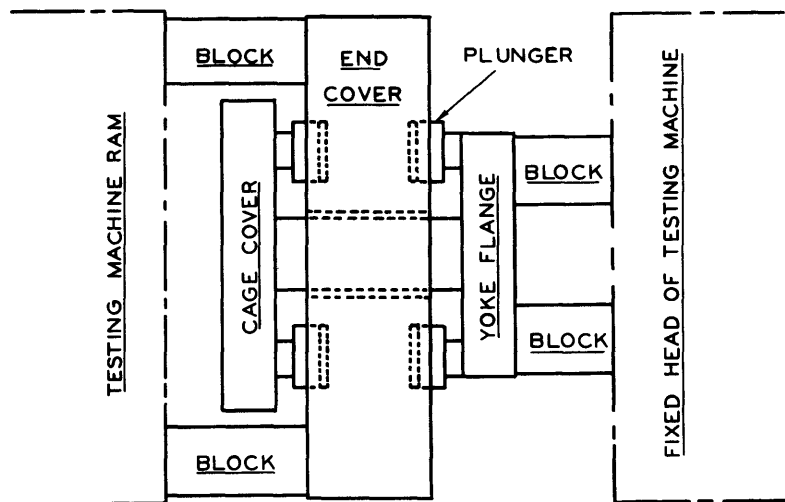 BLOCK
END
COVER
PLUNGER
BLOCK
TESTING MACHINE RAM
CAGE COVER
YOKE FLANGE
FIXED HEAD OF TESTING MACHINE
BLOCK
BLOCK